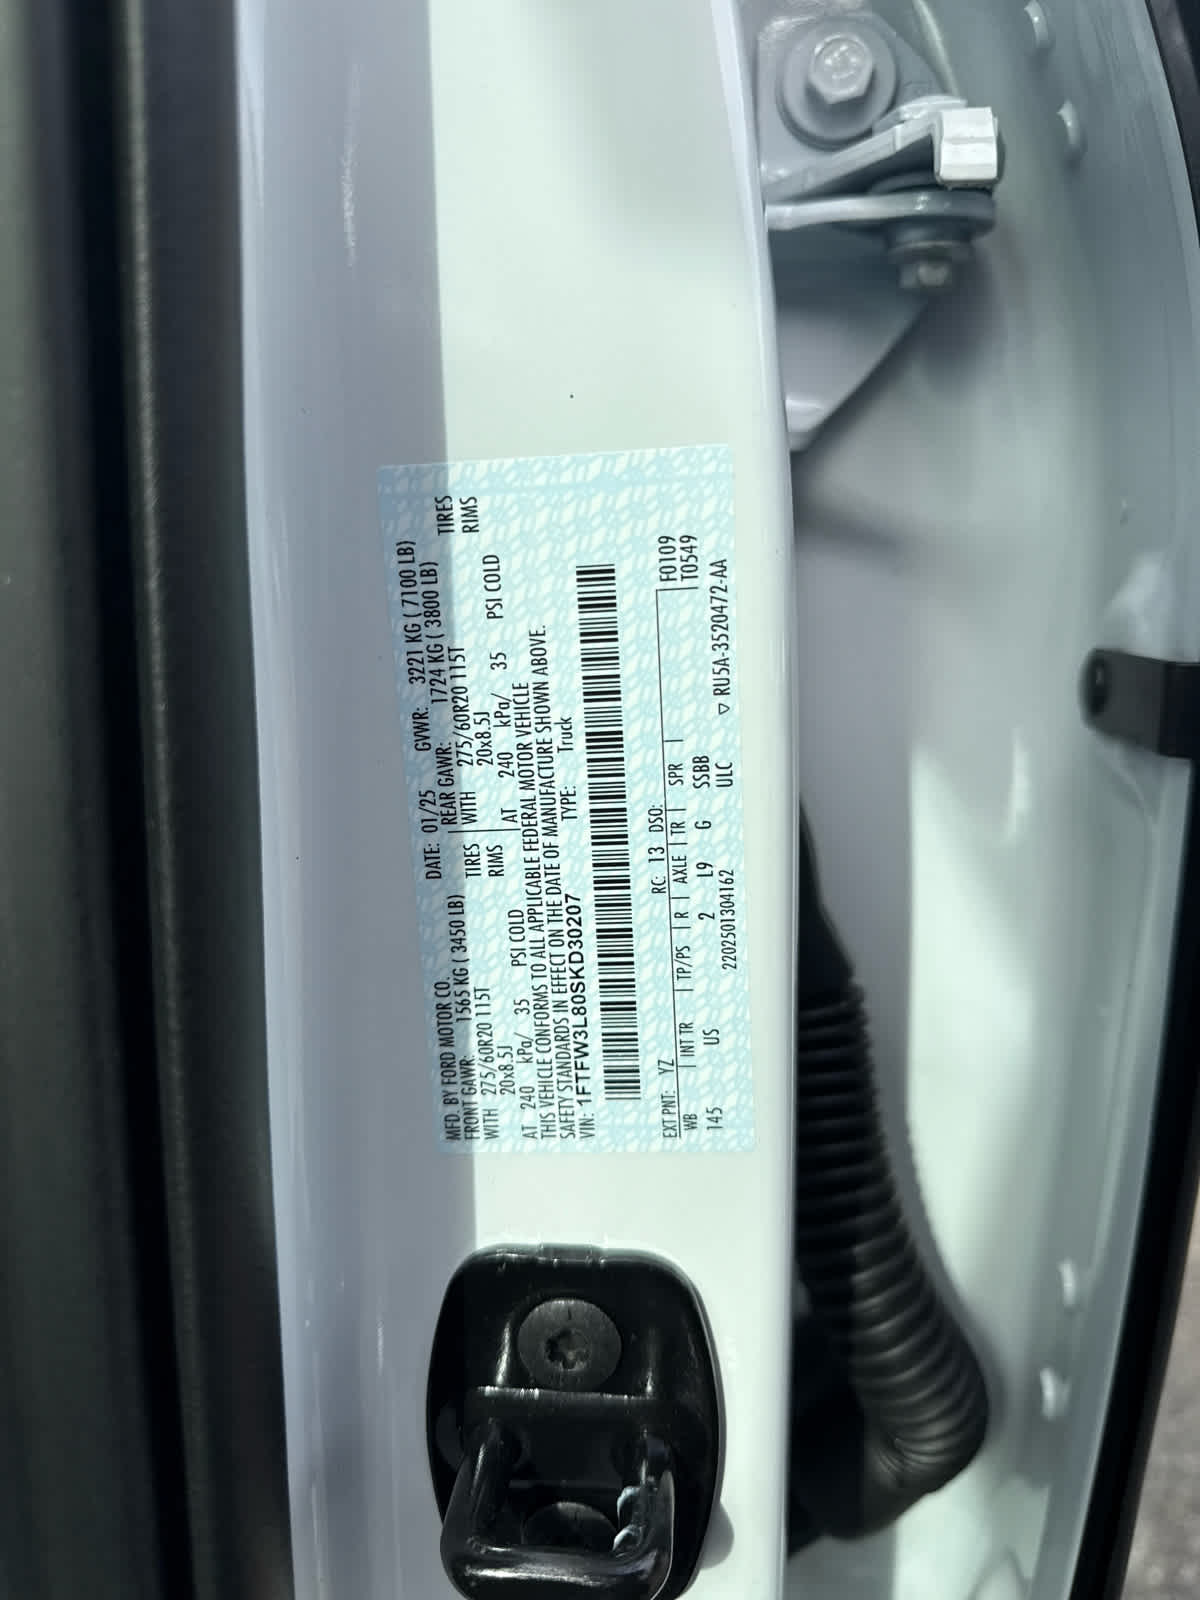 MFD. BY FORD MOTOR CO.
DATE: 01/25 GVWR: 3221 KG ( 7100 LB)
FRONT GAWR: 1565 KG ( 3450 LB) REAR GAWR: 1724 KG ( 3800 LB)
WITH 275/60R20 115T TIRES WITH 275/60R20 115T TIRES
20x8.5J RIMS 20x8.5J RIMS
AT 240 kPa/ 35 PSI COLD AT 240 kPa/ 35 PSI COLD
THIS VEHICLE CONFORMS TO ALL APPLICABLE FEDERAL MOTOR VEHICLE
SAFETY STANDARDS IN EFFECT ON THE DATE OF MANUFACTURE SHOWN ABOVE.
VIN: 1FTFW3L80SKD30207 TYPE: Truck
EXT PNT: YZ RC: 13 DSO: F0109
WB INT TR TP/PS R AXLE TR SPR T0549
145 US 2 L9 G SSBB
2202501304162 ULC ▽ RU5A-3520472-AA